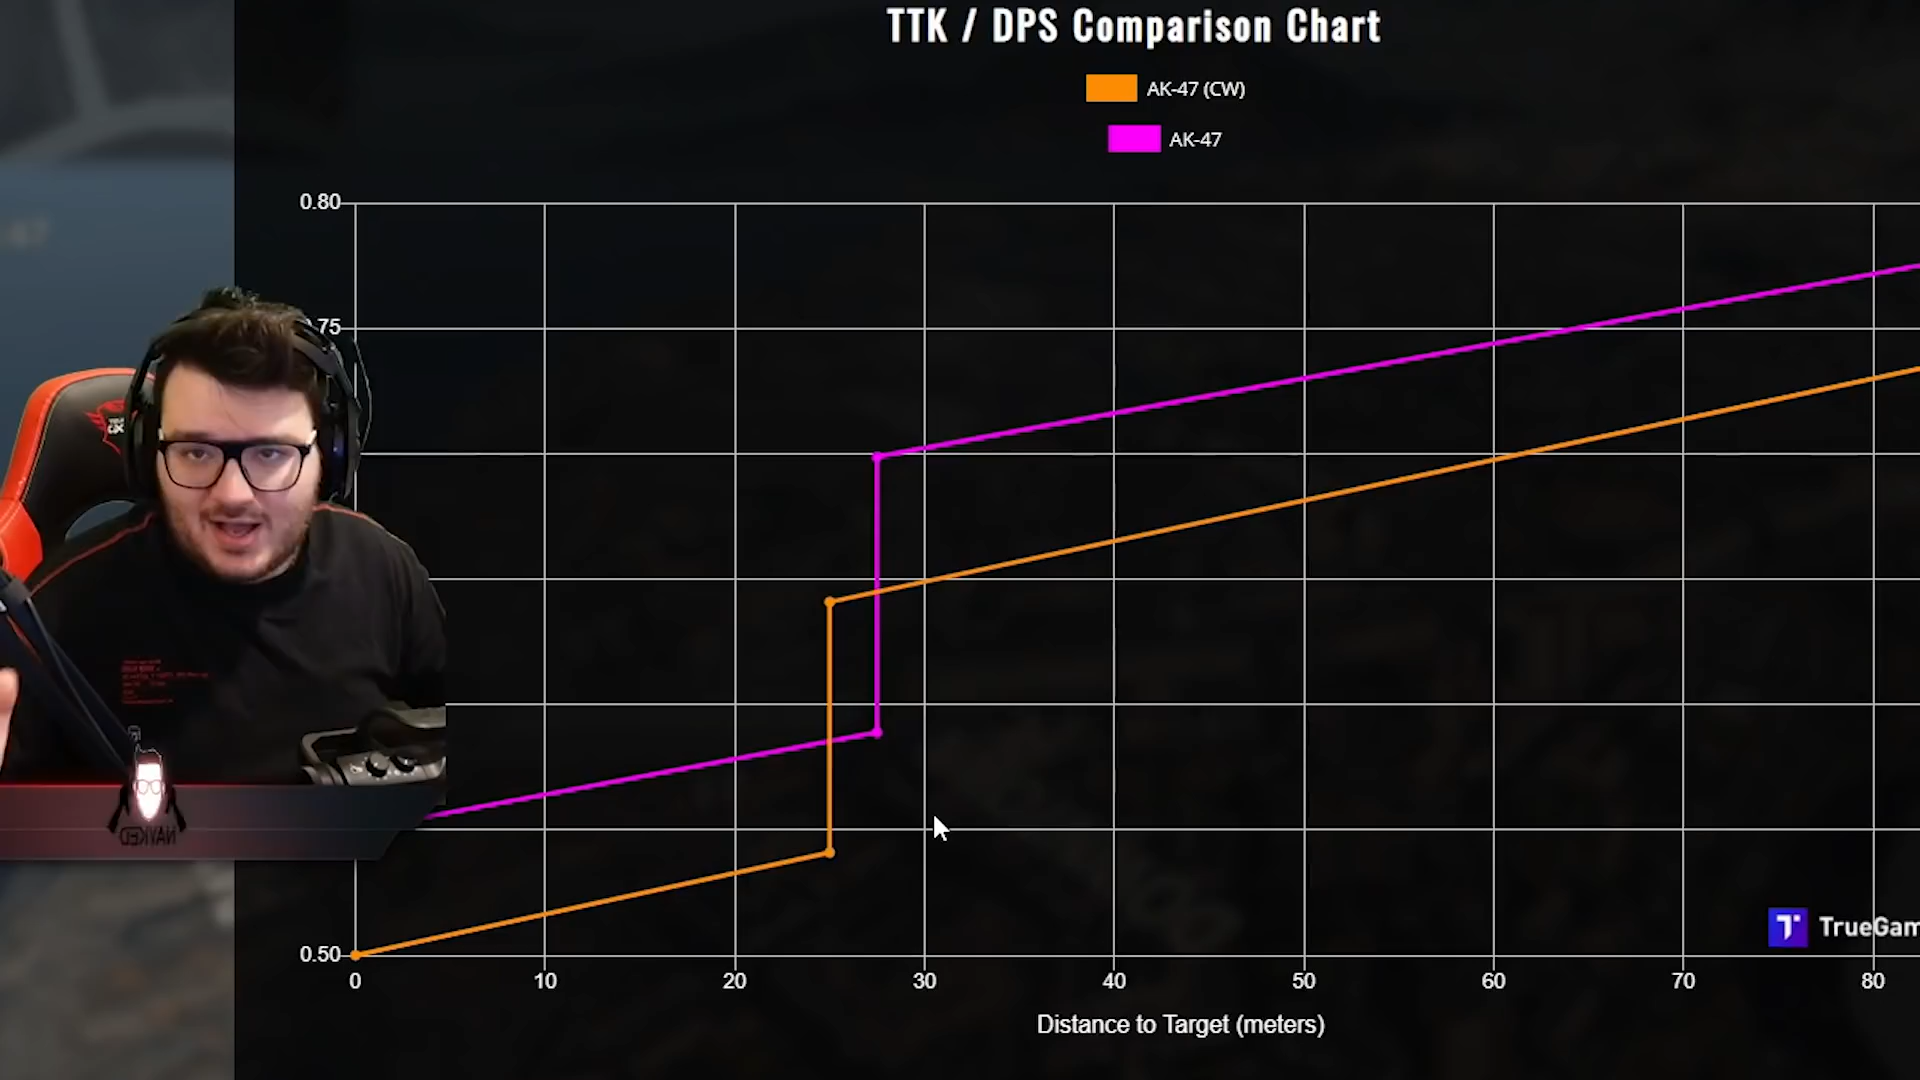 TTK / DPS Comparison Chart
AK-47 (CW)
AK-47
0.80
.75
0.50
0 10 20 30 40 50 60 70 80
Distance to Target (meters)
TrueGam
NAVKED